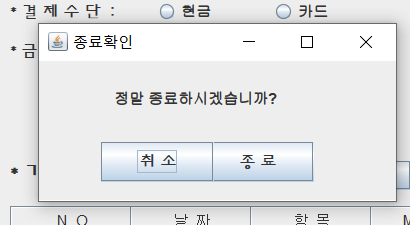 * 결 제 수 단 : 현금 카드
* 금
종료확인
정말 종료하시겠습니까?
취 소 종 료
*
N O 날 짜 항 목 M